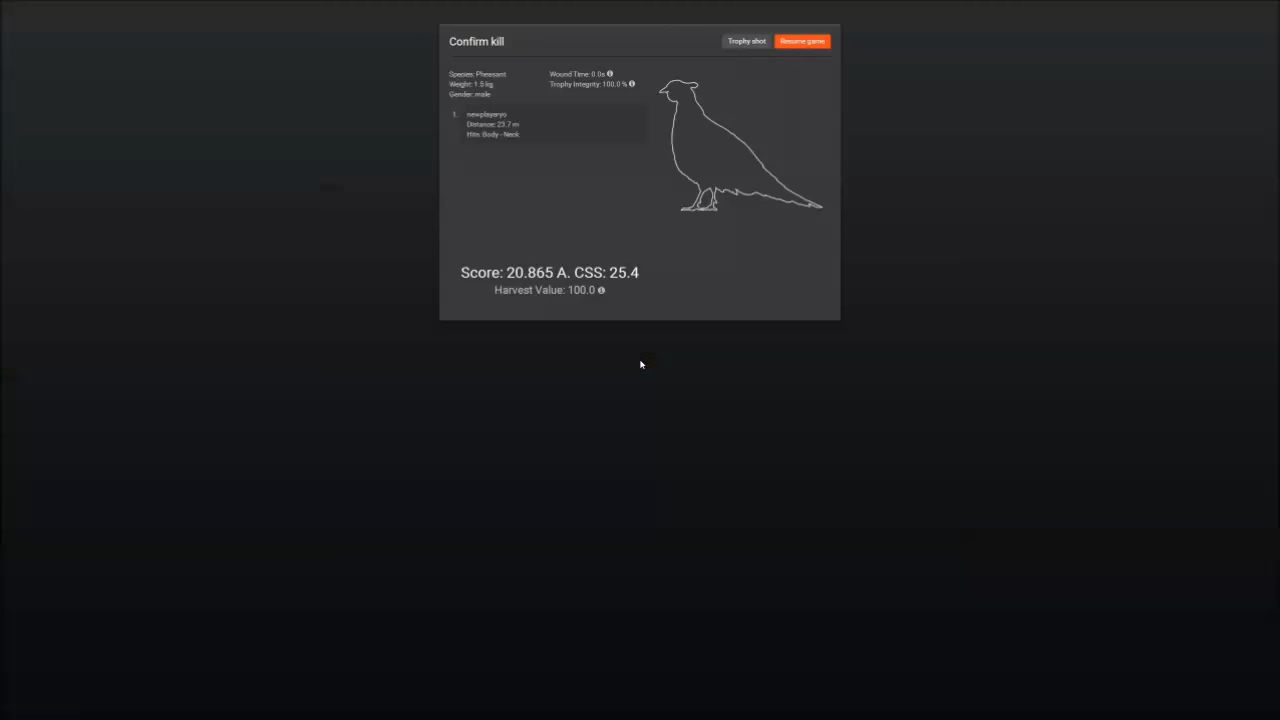 Confirm kill
Trophy shot
Resume game
Species: Pheasant
Weight: 1.5 kg
Gender: male
Wound Time: 0.0s
Trophy Integrity: 100.0 %
1. newplayeryo
Distance: 23.7 m
Hits: Body - Neck
Score: 20.865 A. CSS: 25.4
Harvest Value: 100.0